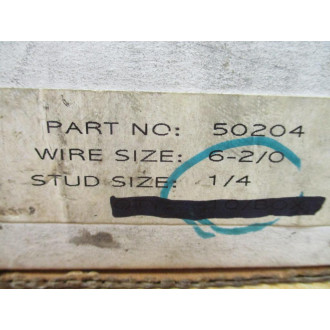 PART NO: 50204
WIRE SIZE: 6-2/0
STUD SIZE: 1/4